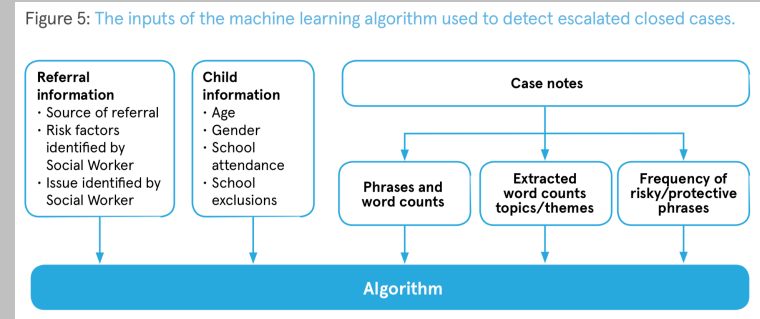 Figure 5: The inputs of the machine learning algorithm used to detect escalated closed cases.
Referral
information
· Source of referral
· Risk factors
identified by
Social Worker
· Issue identified by
Social Worker
Child
information
· Age
· Gender
· School
attendance
· School
exclusions
Case notes
Phrases and
word counts
Extracted
word counts
topics/themes
Frequency of
risky/protective
phrases
Algorithm